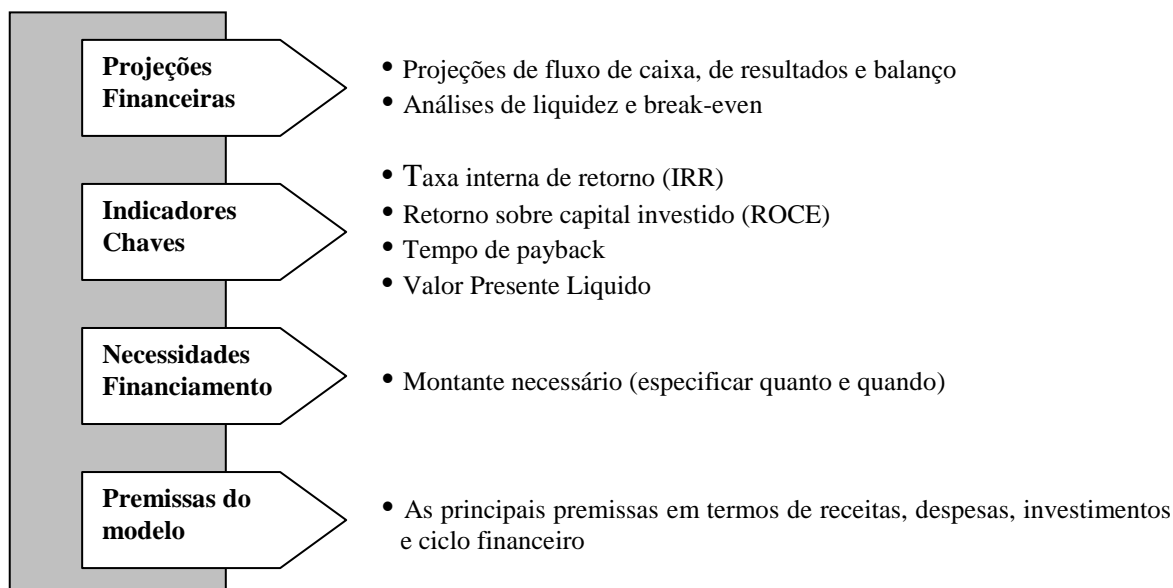 Projeções
Financeiras
• Projeções de fluxo de caixa, de resultados e balanço
• Análises de liquidez e break-even
Indicadores
Chaves
• Taxa interna de retorno (IRR)
• Retorno sobre capital investido (ROCE)
• Tempo de payback
• Valor Presente Liquido
Necessidades
Financiamento
• Montante necessário (especificar quanto e quando)
Premissas do
modelo
• As principais premissas em termos de receitas, despesas, investimentos
e ciclo financeiro